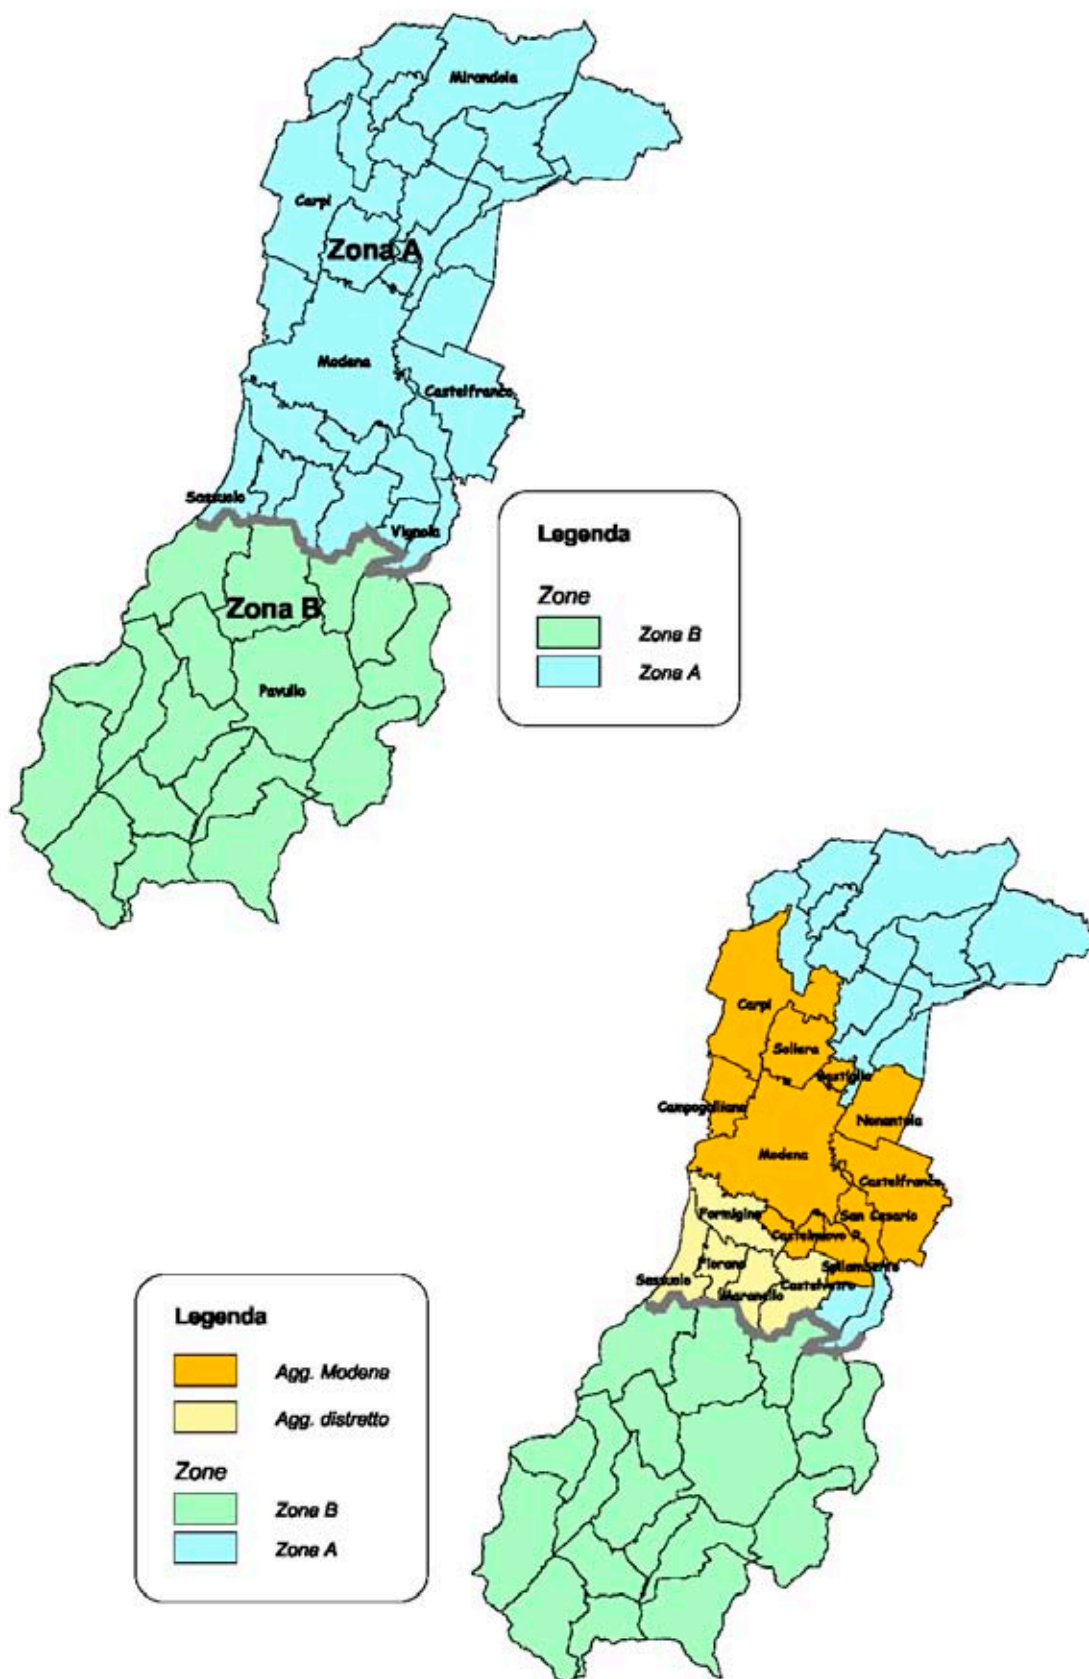 Mirandola
Carpi
Zona A
Modena
Castelfranco
Sassuolo
Vignola
Zona B
Pavullo
Legenda
Zone
Zona B
Zona A
Carpi
Soliera
Bastiglia
Campogalliano
Nonantola
Modena
Castelfranco
Formigine
San Cesario
Castelnuovo R.
Fiorano
Spilamberto
Sassuolo
Castelvetro
Maranello
Legenda
Agg. Modena
Agg. distretto
Zone
Zona B
Zona A